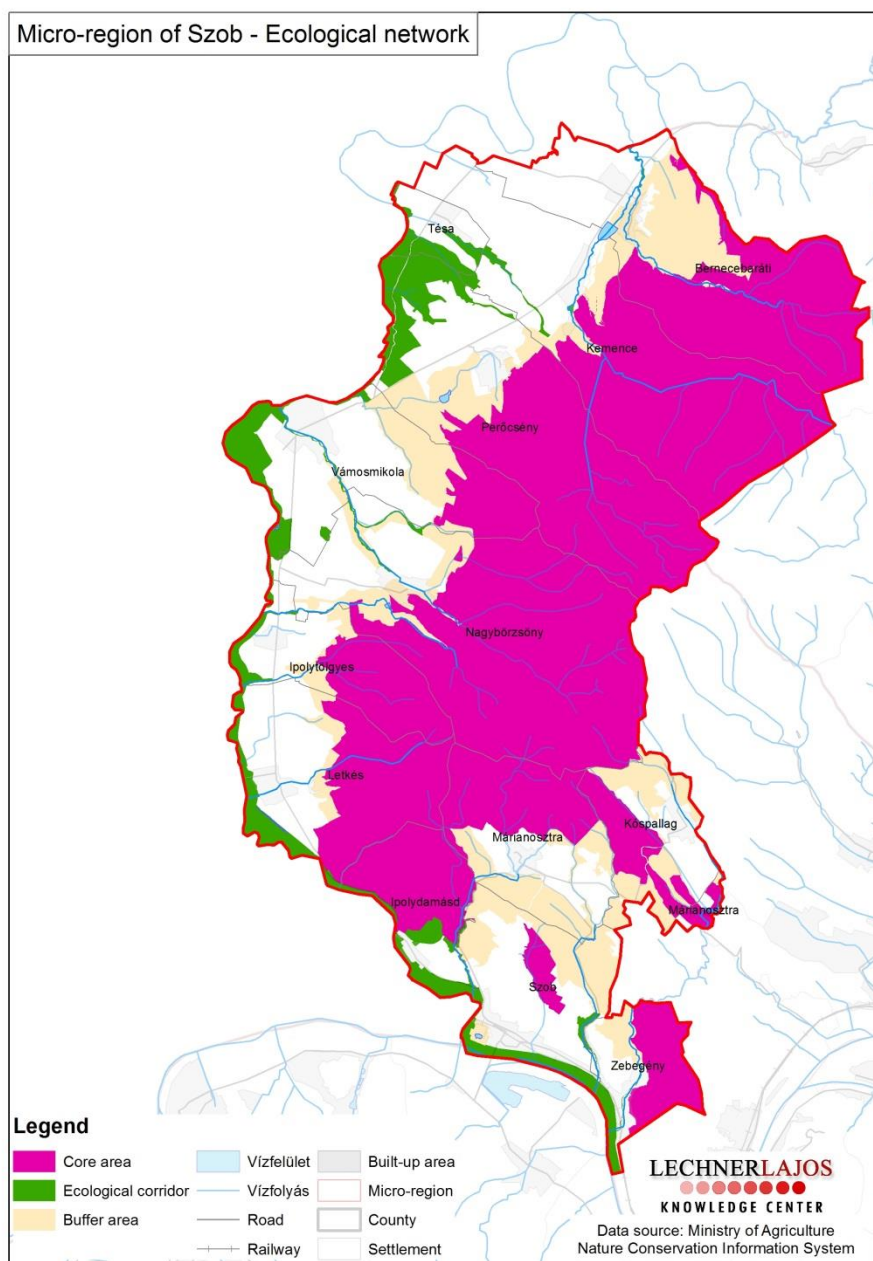 Micro-region of Szob - Ecological network
Tésa
Bernecebaráti
Kemence
Perőcsény
Vámosmikola
Nagybörzsöny
Ipolytölgyes
Letkés
Kóspallag
Márianosztra
Ipolydamásd
Márianosztra
Szob
Zebegény
Legend
Core area
Ecological corridor
Buffer area
Vízfelület
Vízfolyás
Road
Railway
Built-up area
Micro-region
County
Settlement
LECHNERLAJOS
KNOWLEDGE CENTER
Data source: Ministry of Agriculture
Nature Conservation Information System